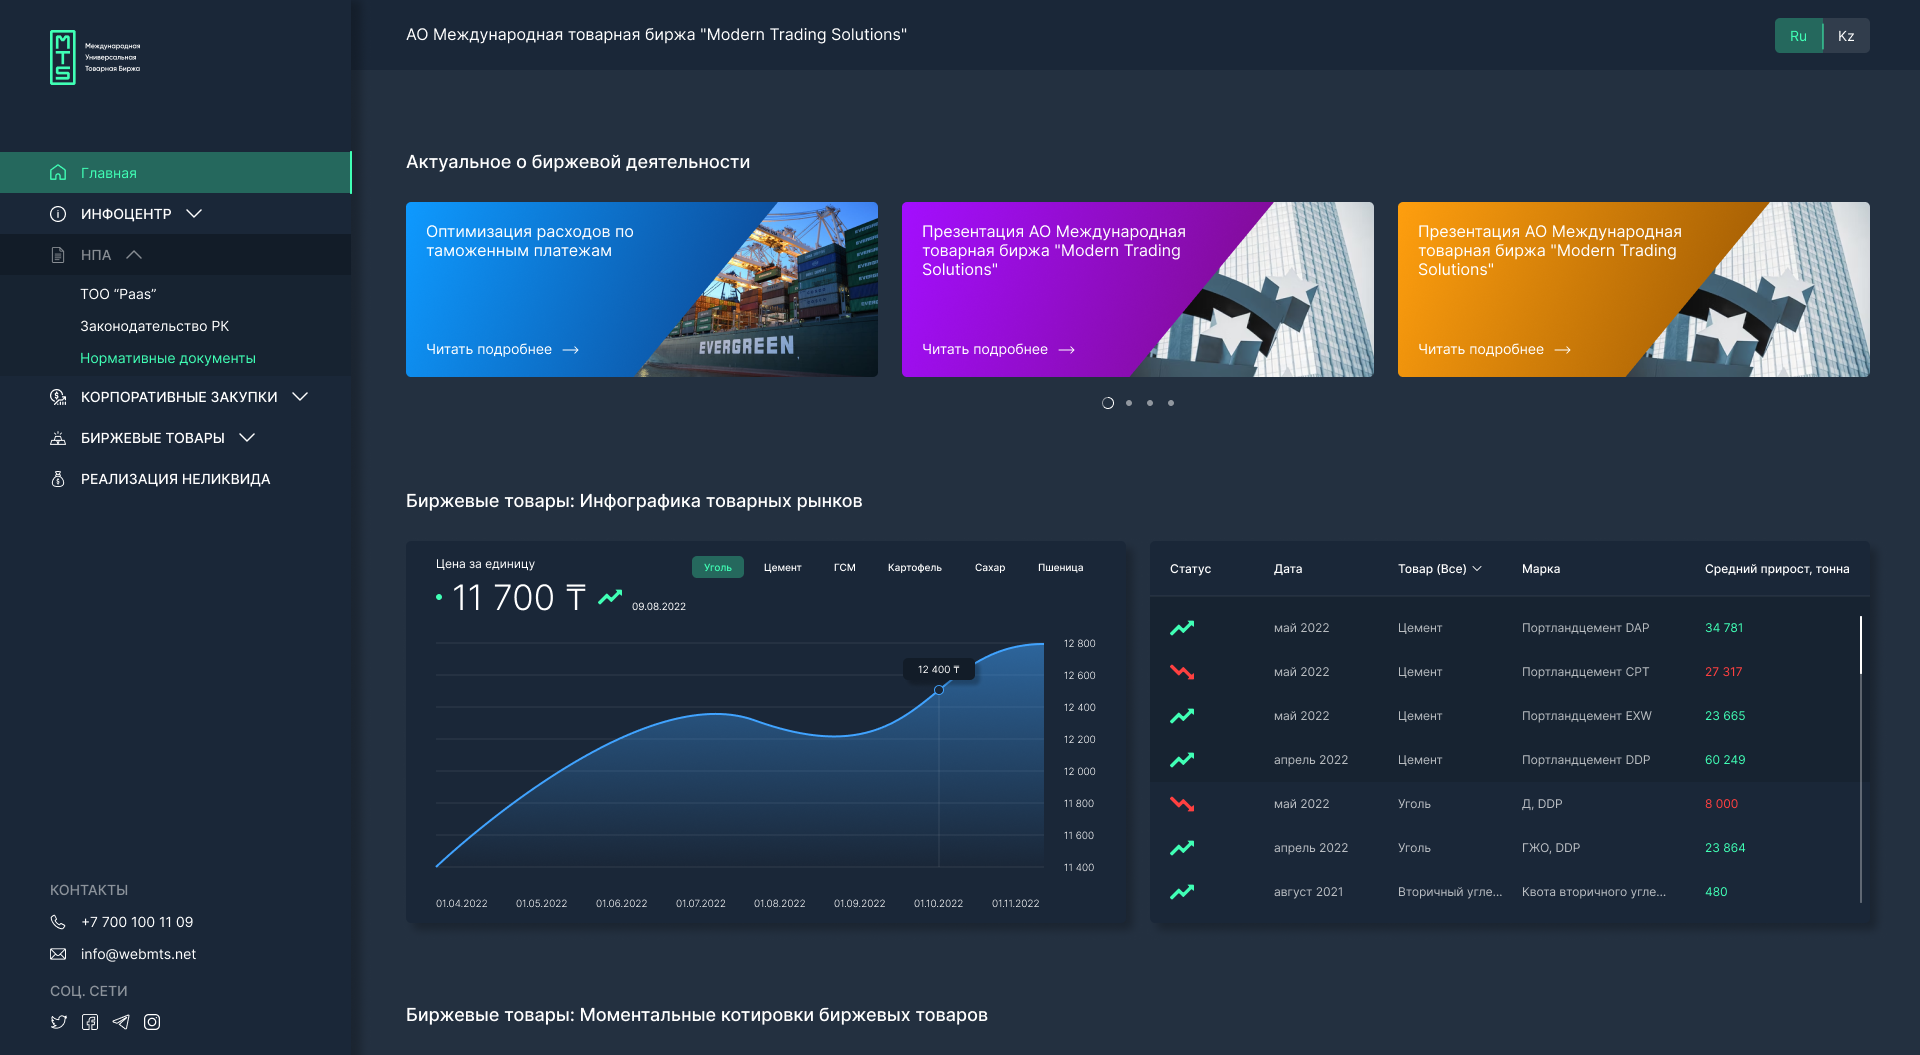 MTS
Международная
Универсальная
Товарная Биржа
АО Международная товарная биржа "Modern Trading Solutions"
Ru
Kz
Главная
ИНФОЦЕНТР
НПА
ТОО “Paas”
Законодательство РК
Нормативные документы
КОРПОРАТИВНЫЕ ЗАКУПКИ
БИРЖЕВЫЕ ТОВАРЫ
РЕАЛИЗАЦИЯ НЕЛИКВИДА
КОНТАКТЫ
+7 700 100 11 09
info@webmts.net
СОЦ. СЕТИ
Актуальное о биржевой деятельности
Оптимизация расходов по
таможенным платежам
Читать подробнее
EVERGREEN
Презентация АО Международная
товарная биржа "Modern Trading
Solutions"
Читать подробнее
Презентация АО Международная
товарная биржа "Modern Trading
Solutions"
Читать подробнее
Биржевые товары: Инфографика товарных рынков
Цена за единицу
11 700 ₸
09.08.2022
Уголь
Цемент
ГСМ
Картофель
Сахар
Пшеница
12 400 ₸
12 800
12 600
12 400
12 200
12 000
11 800
11 600
11 400
01.04.2022
01.05.2022
01.06.2022
01.07.2022
01.08.2022
01.09.2022
01.10.2022
01.11.2022
Статус Дата Товар (Все) Марка Средний прирост, тонна
май 2022 Цемент Портландцемент DAP 34 781
май 2022 Цемент Портландцемент CPT 27 317
май 2022 Цемент Портландцемент EXW 23 665
апрель 2022 Цемент Портландцемент DDP 60 249
май 2022 Уголь Д, DDP 8 000
апрель 2022 Уголь ГЖО, DDP 23 864
август 2021 Вторичный угле... Квота вторичного угле... 480
Биржевые товары: Моментальные котировки биржевых товаров